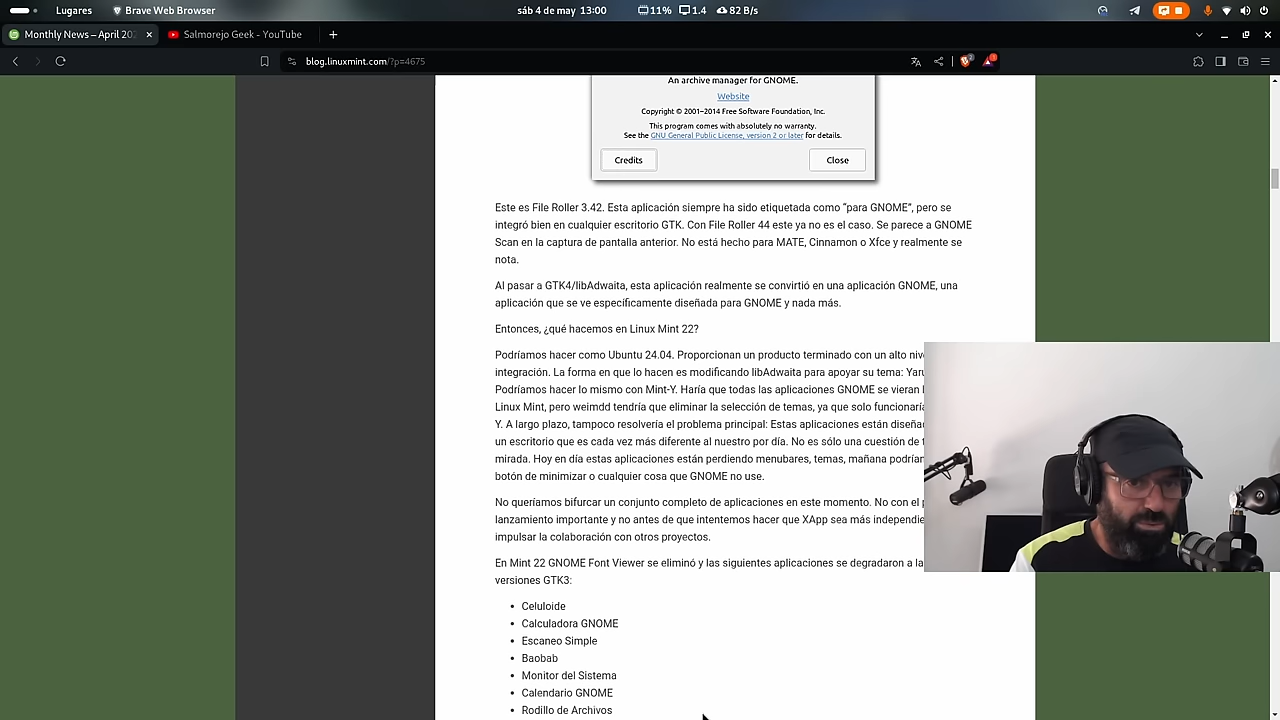 Lugares Brave Web Browser sáb 4 de may 13:00 11% 1.4 82 B/s
Monthly News – April 202 Salmorejo Geek - YouTube
blog.linuxmint.com/?p=4675
An archive manager for GNOME.
Website
Copyright © 2001–2014 Free Software Foundation, Inc.
This program comes with absolutely no warranty.
See the GNU General Public License, version 2 or later for details.
Credits Close
Este es File Roller 3.42. Esta aplicación siempre ha sido etiquetada como “para GNOME”, pero se
integró bien en cualquier escritorio GTK. Con File Roller 44 este ya no es el caso. Se parece a GNOME
Scan en la captura de pantalla anterior. No está hecho para MATE, Cinnamon o Xfce y realmente se
nota.
Al pasar a GTK4/libAdwaita, esta aplicación realmente se convirtió en una aplicación GNOME, una
aplicación que se ve específicamente diseñada para GNOME y nada más.
Entonces, ¿qué hacemos en Linux Mint 22?
Podríamos hacer como Ubuntu 24.04. Proporcionan un producto terminado con un alto
integración. La forma en que lo hacen es modificando libAdwaita para apoyar su tema:
Podríamos hacer lo mismo con Mint-Y. Haría que todas las aplicaciones GNOME se vieran
Linux Mint, pero weimdd tendría que eliminar la selección de temas, ya que solo
Y. A largo plazo, tampoco resolvería el problema principal: Estas aplicaciones están
un escritorio que es cada vez más diferente al nuestro por día. No es sólo una cuestión de
mirada. Hoy en día estas aplicaciones están perdiendo menubares, temas, mañana
botón de minimizar o cualquier cosa que GNOME no use.
No queríamos bifurcar un conjunto completo de aplicaciones en este momento. No con el
lanzamiento importante y no antes de que intentemos hacer que XApp sea más
impulsar la colaboración con otros proyectos.
En Mint 22 GNOME Font Viewer se eliminó y las siguientes aplicaciones se degradaron a
versiones GTK3:
• Celuloide
• Calculadora GNOME
• Escaneo Simple
• Baobab
• Monitor del Sistema
• Calendario GNOME
• Rodillo de Archivos